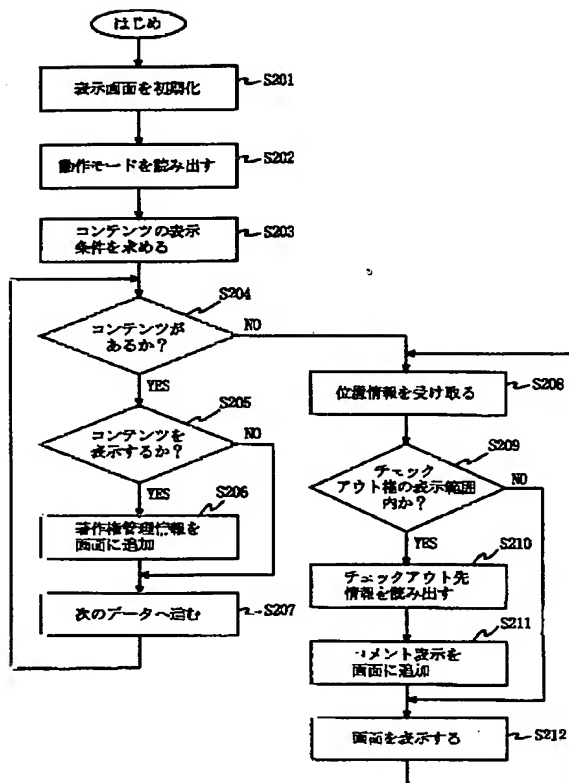 はじめ
表示画面を初期化
S201
動作モードを読み出す
S202
コンテンツの表示
条件を求める
S203
S204
コンテンツが
あるか？
NO
YES
S205
コンテンツを
表示するか？
NO
YES
S206
著作権管理情報を
画面に追加
次のデータへ進む
S207
位置情報を受け取る
S208
S209
チェック
アウト権の表示範囲
内か？
NO
YES
S210
チェックアウト先
情報を読み出す
S211
コメント表示を
画面に追加
画面を表示する
S212